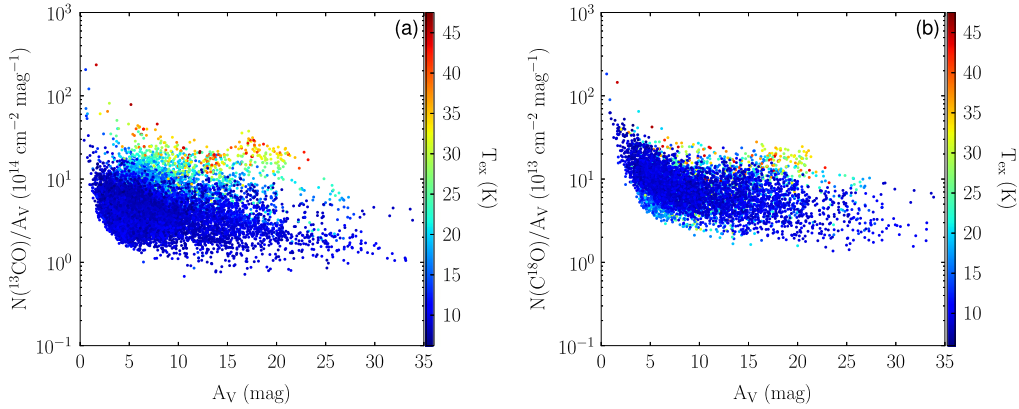 (a)
N(¹³CO)/A_V (10¹⁴ cm⁻² mag⁻¹)
10³
10²
10¹
10⁰
10⁻¹
0 5 10 15 20 25 30 35
A_V (mag)
45
40
35
30
25
20
15
10
T_ex (K)
(b)
N(C¹⁸O)/A_V (10¹³ cm⁻² mag⁻¹)
10³
10²
10¹
10⁰
10⁻¹
0 5 10 15 20 25 30 35
A_V (mag)
45
40
35
30
25
20
15
10
T_ex (K)